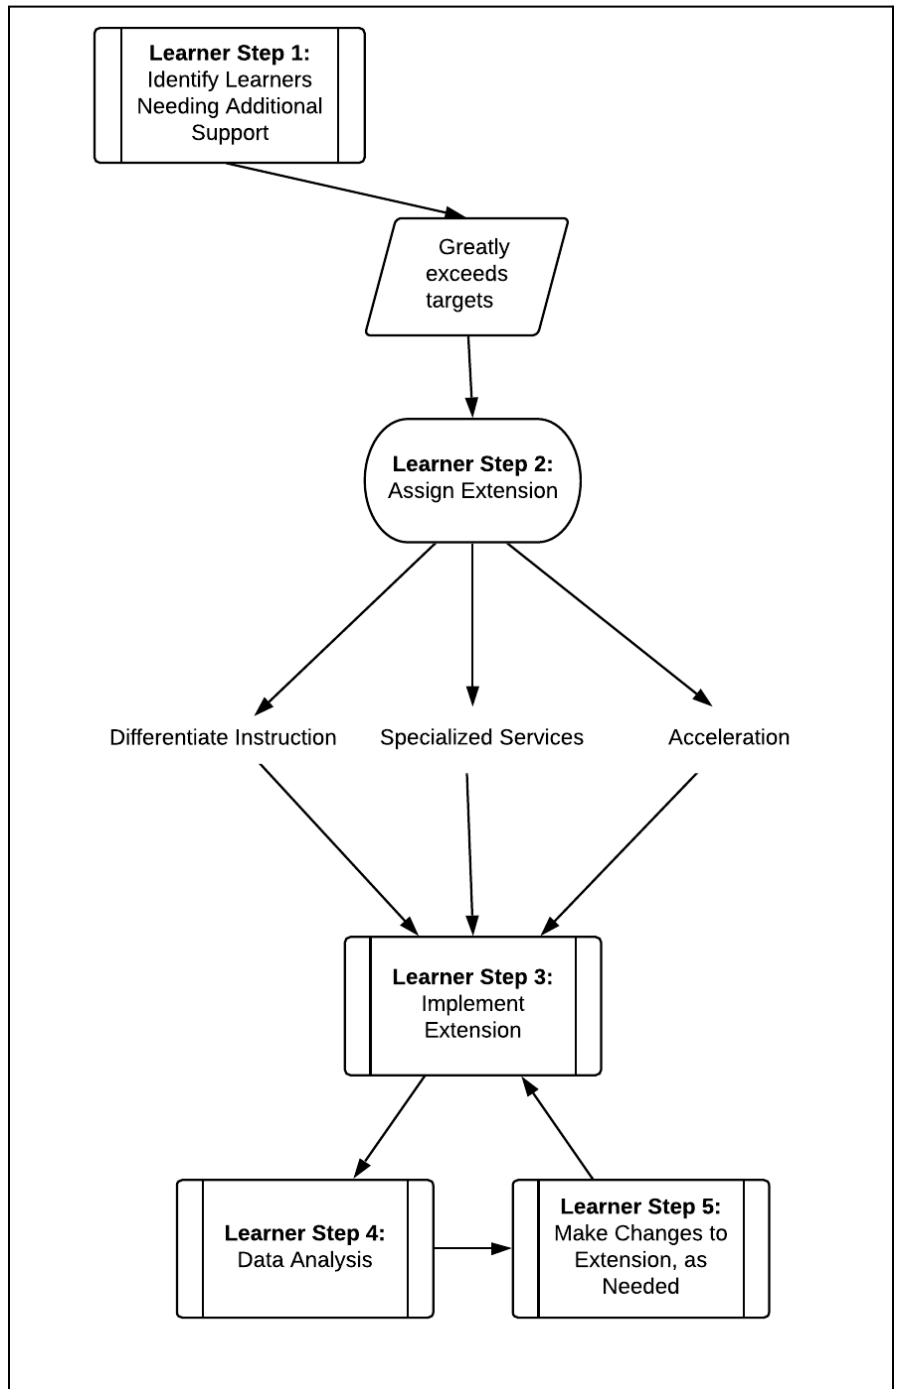 Learner Step 1:
Identify Learners
Needing Additional
Support
Greatly
exceeds
targets
Learner Step 2:
Assign Extension
Differentiate Instruction
Specialized Services
Acceleration
Learner Step 3:
Implement
Extension
Learner Step 4:
Data Analysis
Learner Step 5:
Make Changes to
Extension, as
Needed